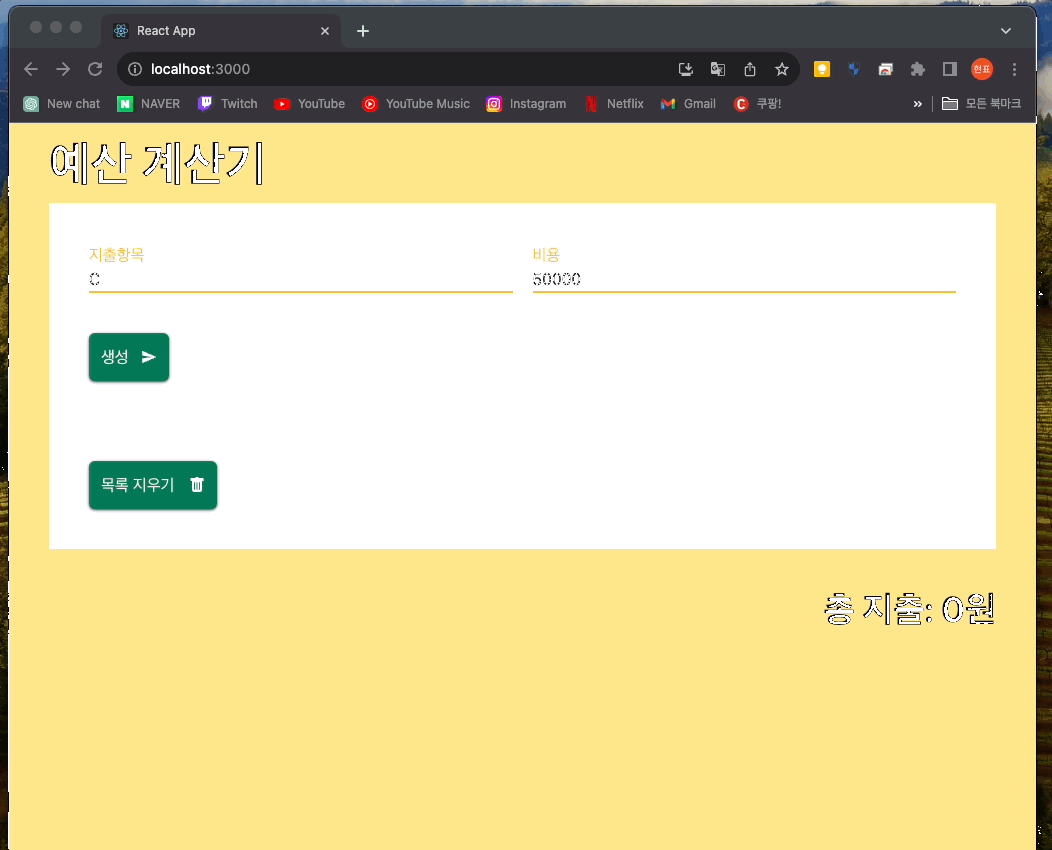 React App
localhost:3000
현표
New chat NAVER Twitch YouTube YouTube Music Instagram Netflix Gmail 쿠팡! » 모든 북마크
예산 계산기
지출항목 비용
C 50000
생성
목록 지우기
총 지출: 0원